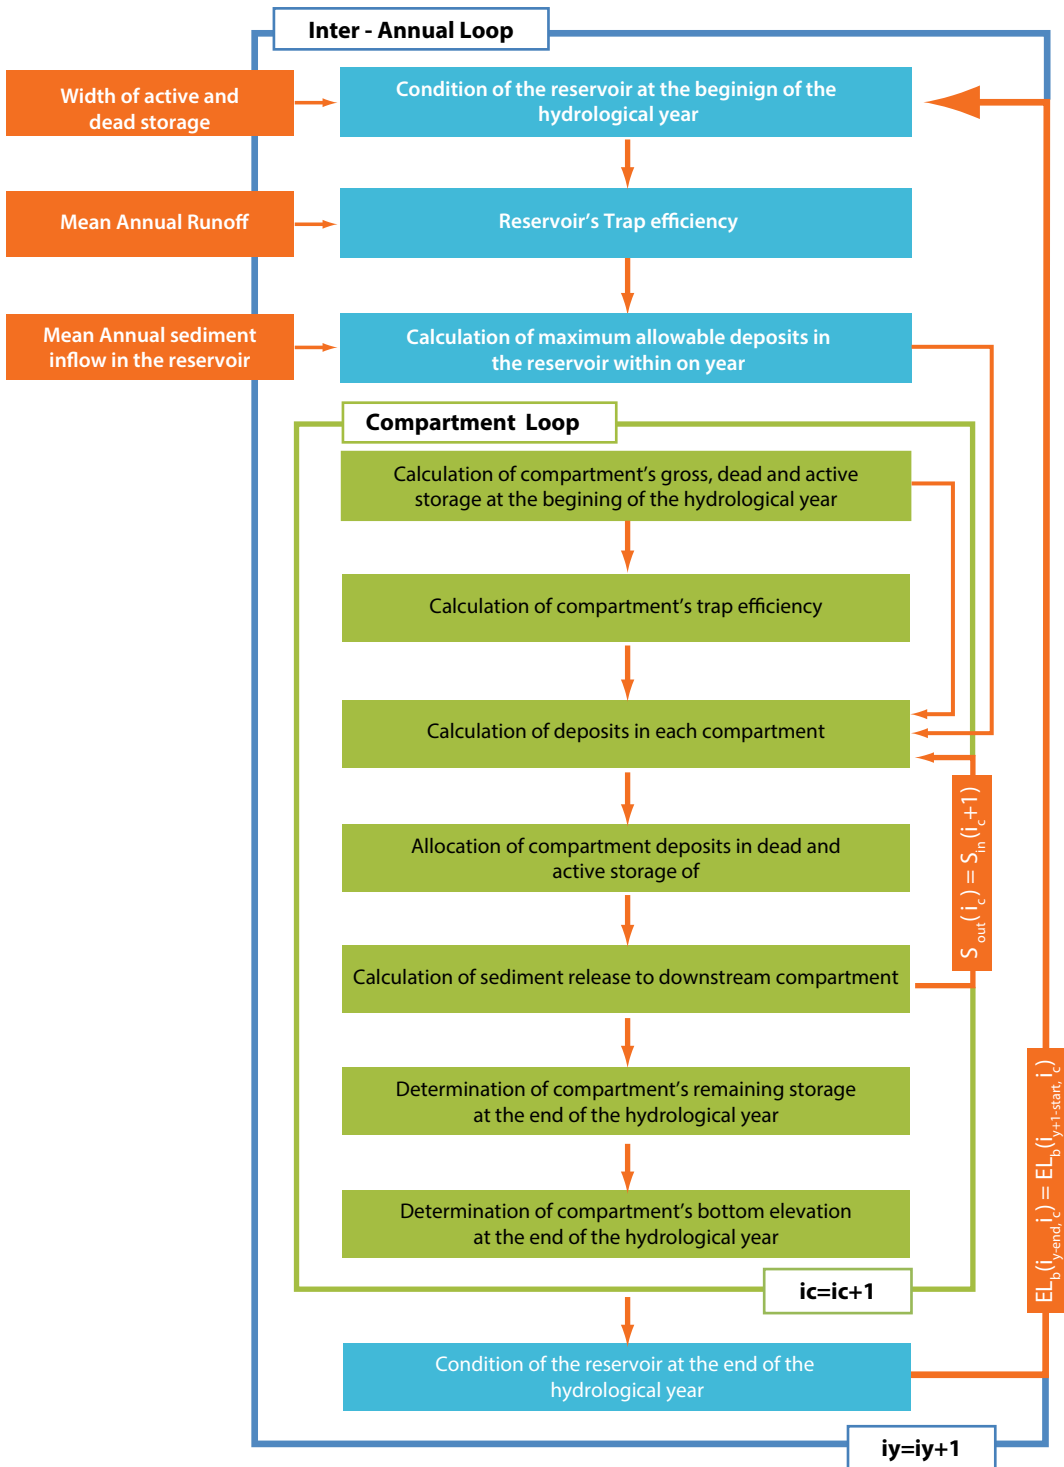 Inter - Annual Loop
Width of active and
dead storage
Condition of the reservoir at the beginign of the
hydrological year
Mean Annual Runoff
Reservoir's Trap efficiency
Mean Annual sediment
inflow in the reservoir
Calculation of maximum allowable deposits in
the reservoir within on year
Compartment Loop
Calculation of compartment's gross, dead and active
storage at the begining of the hydrological year
Calculation of compartment's trap efficiency
Calculation of deposits in each compartment
Allocation of compartment deposits in dead and
active storage of
Calculation of sediment release to downstream compartment
S out(ic) = Sin(ic+1)
Determination of compartment's remaining storage
at the end of the hydrological year
Determination of compartment's bottom elevation
at the end of the hydrological year
ic=ic+1
ELb(iy-end, ic) = ELb(iy+1-start, ic)
Condition of the reservoir at the end of the
hydrological year
iy=iy+1